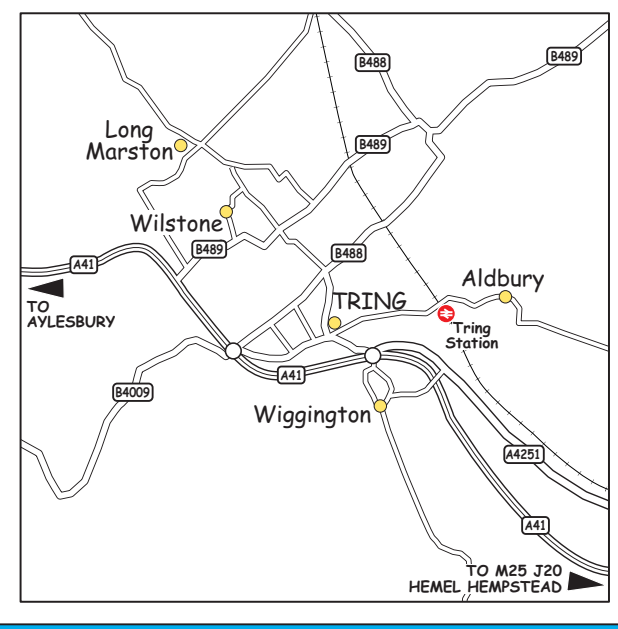 B488
B489
Long
Marston
B489
Wilstone
B489
B488
A41
Aldbury
TO
AYLESBURY
TRING
Tring
Station
A41
B4009
Wiggington
A4251
A41
TO M25 J20
HEMEL HEMPSTEAD